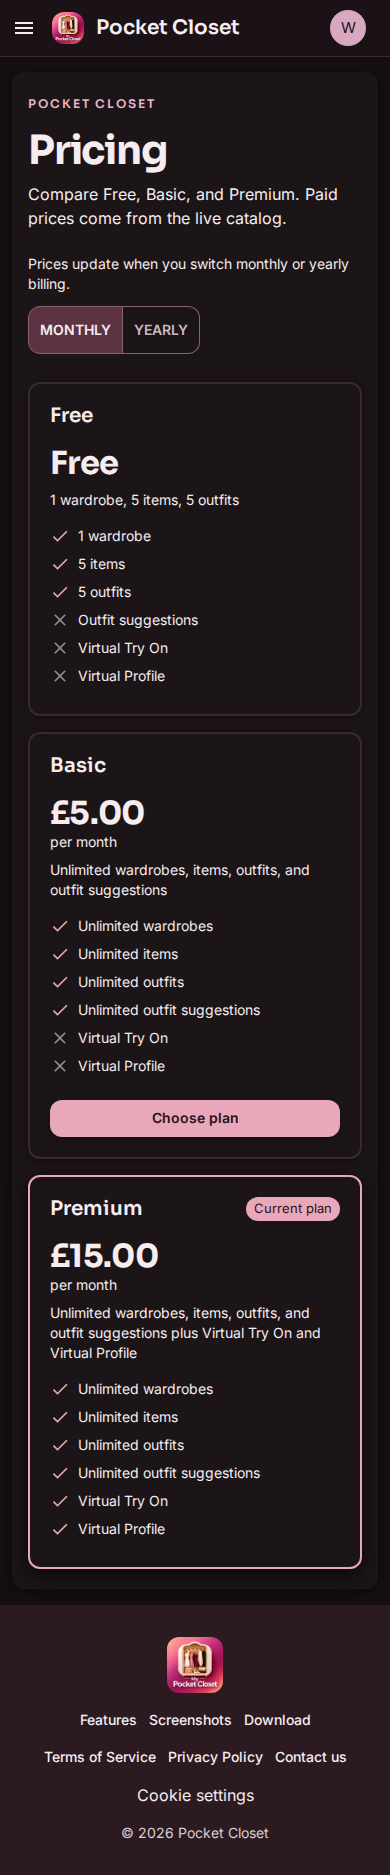 Pocket Closet
W
POCKET CLOSET
Pricing
Compare Free, Basic, and Premium. Paid
prices come from the live catalog.
Prices update when you switch monthly or yearly
billing.
MONTHLY
YEARLY
Free
Free
1 wardrobe, 5 items, 5 outfits
1 wardrobe
5 items
5 outfits
Outfit suggestions
Virtual Try On
Virtual Profile
Basic
£5.00
per month
Unlimited wardrobes, items, outfits, and
outfit suggestions
Unlimited wardrobes
Unlimited items
Unlimited outfits
Unlimited outfit suggestions
Virtual Try On
Virtual Profile
Choose plan
Premium
Current plan
£15.00
per month
Unlimited wardrobes, items, outfits, and
outfit suggestions plus Virtual Try On and
Virtual Profile
Unlimited wardrobes
Unlimited items
Unlimited outfits
Unlimited outfit suggestions
Virtual Try On
Virtual Profile
My
Pocket Closet
Features Screenshots Download
Terms of Service Privacy Policy Contact us
Cookie settings
© 2026 Pocket Closet